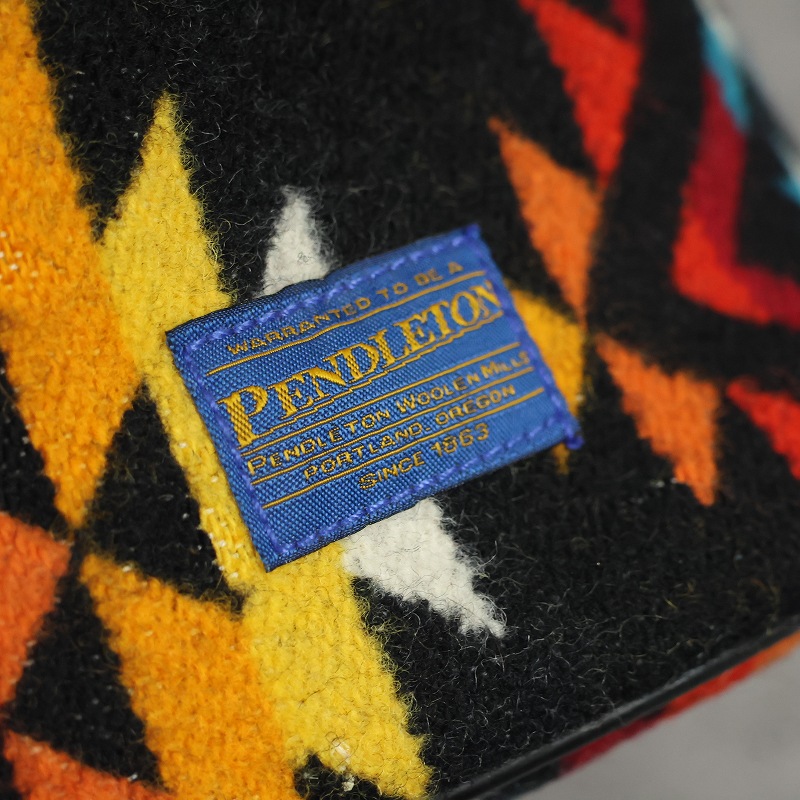 WARRANTED TO BE A
PENDLETON
PENDLETON WOOLEN MILLS
PORTLAND, OREGON
SINCE 1863